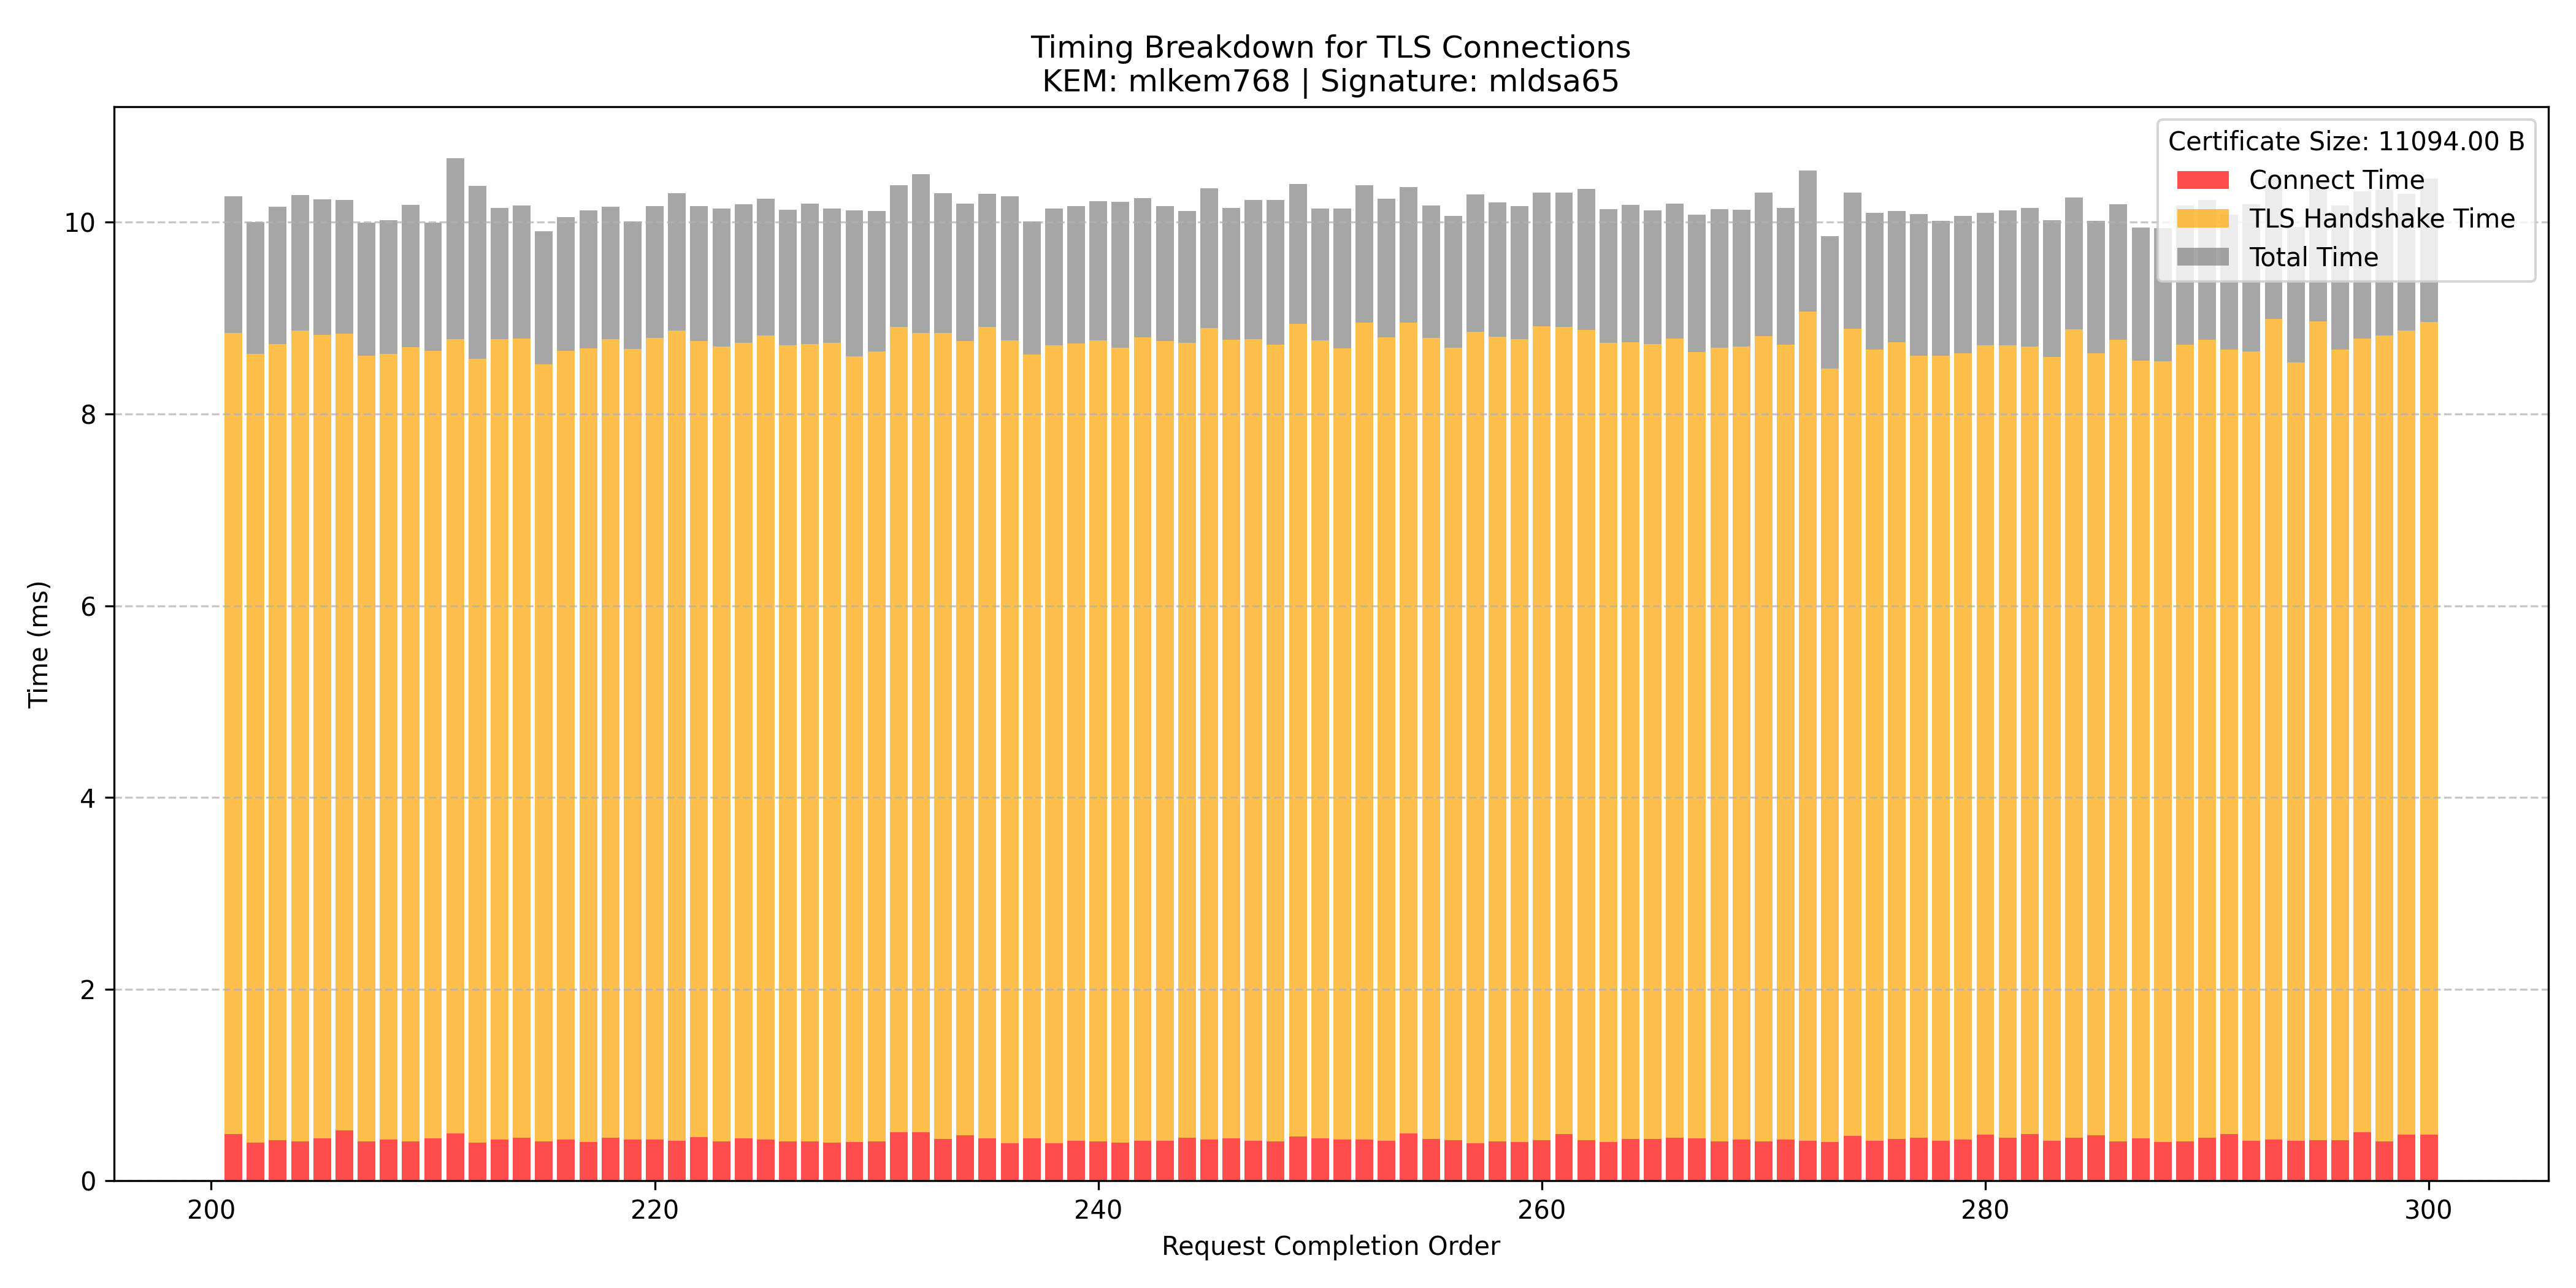 Timing Breakdown for TLS Connections
KEM: mlkem768 | Signature: mldsa65
Certificate Size: 11094.00 B
Connect Time
TLS Handshake Time
Total Time
Time (ms)
10
8
6
4
2
0
200 220 240 260 280 300
Request Completion Order